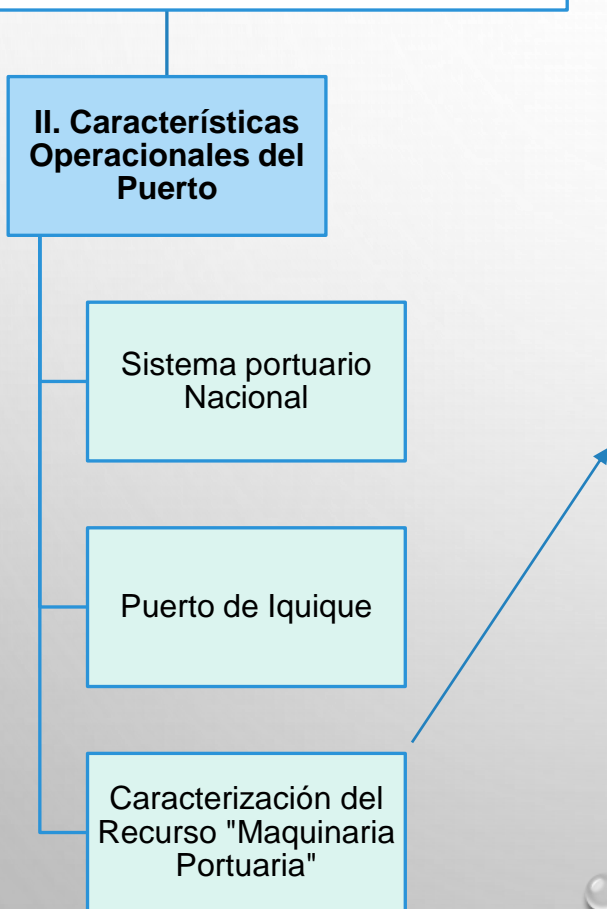 II. Características
Operacionales del
Puerto
Sistema portuario
Nacional
Puerto de Iquique
Caracterización del
Recurso "Maquinaria
Portuaria"